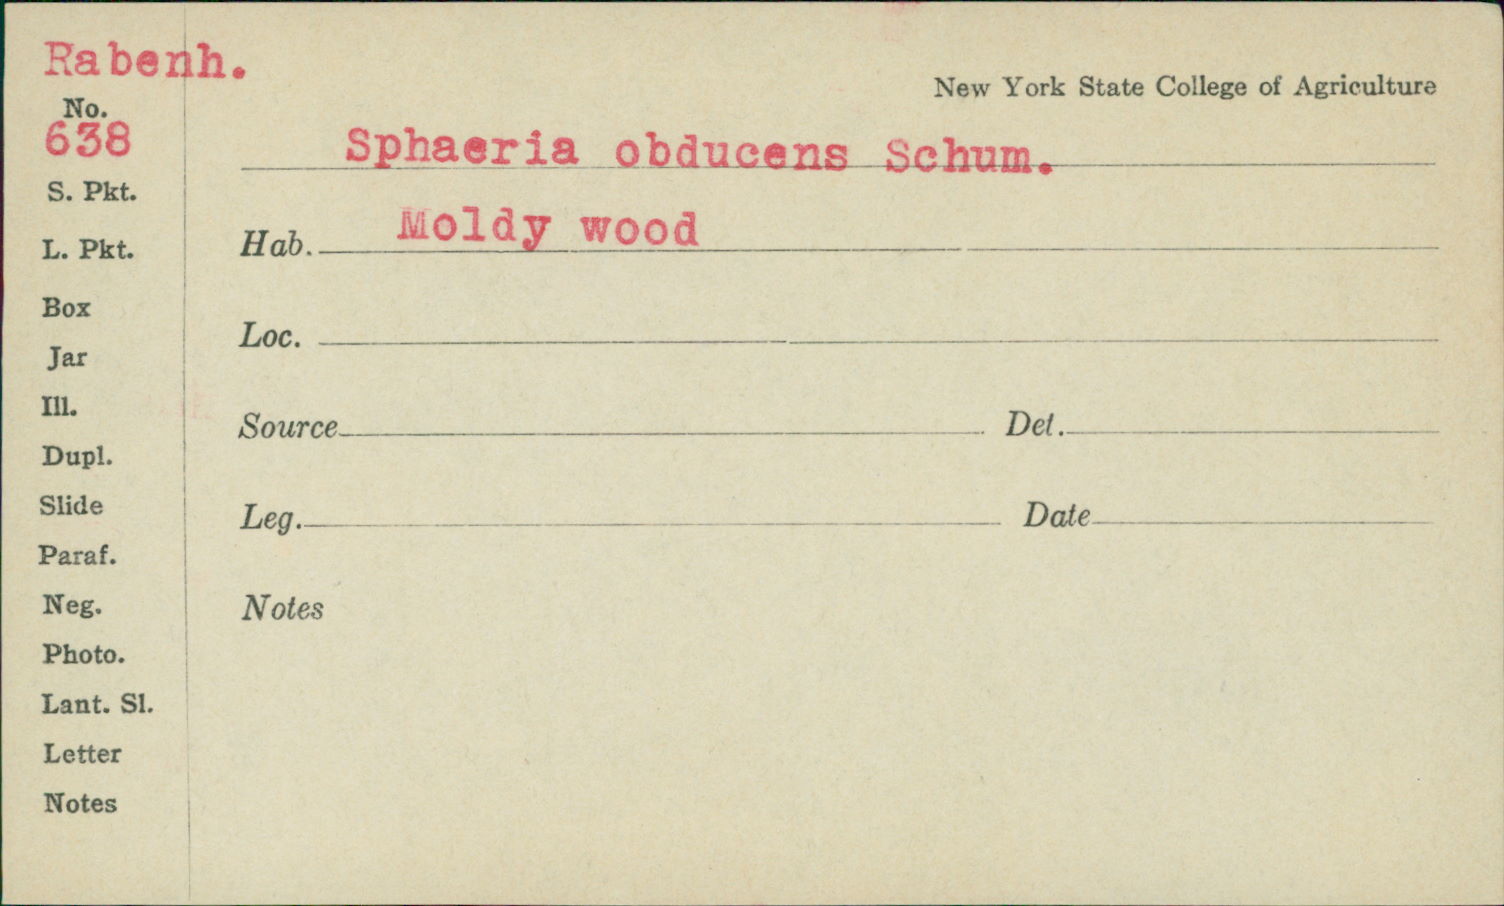 Rabenh.
New York State College of Agriculture
No.
638
Sphaeria obducens Schum.
S. Pkt.
Hab. Moldy wood
L. Pkt.
Box
Loc.
Jar
Ill.
Source Det.
Dupl.
Slide
Leg. Date
Paraf.
Neg.
Notes
Photo.
Lant. Sl.
Letter
Notes